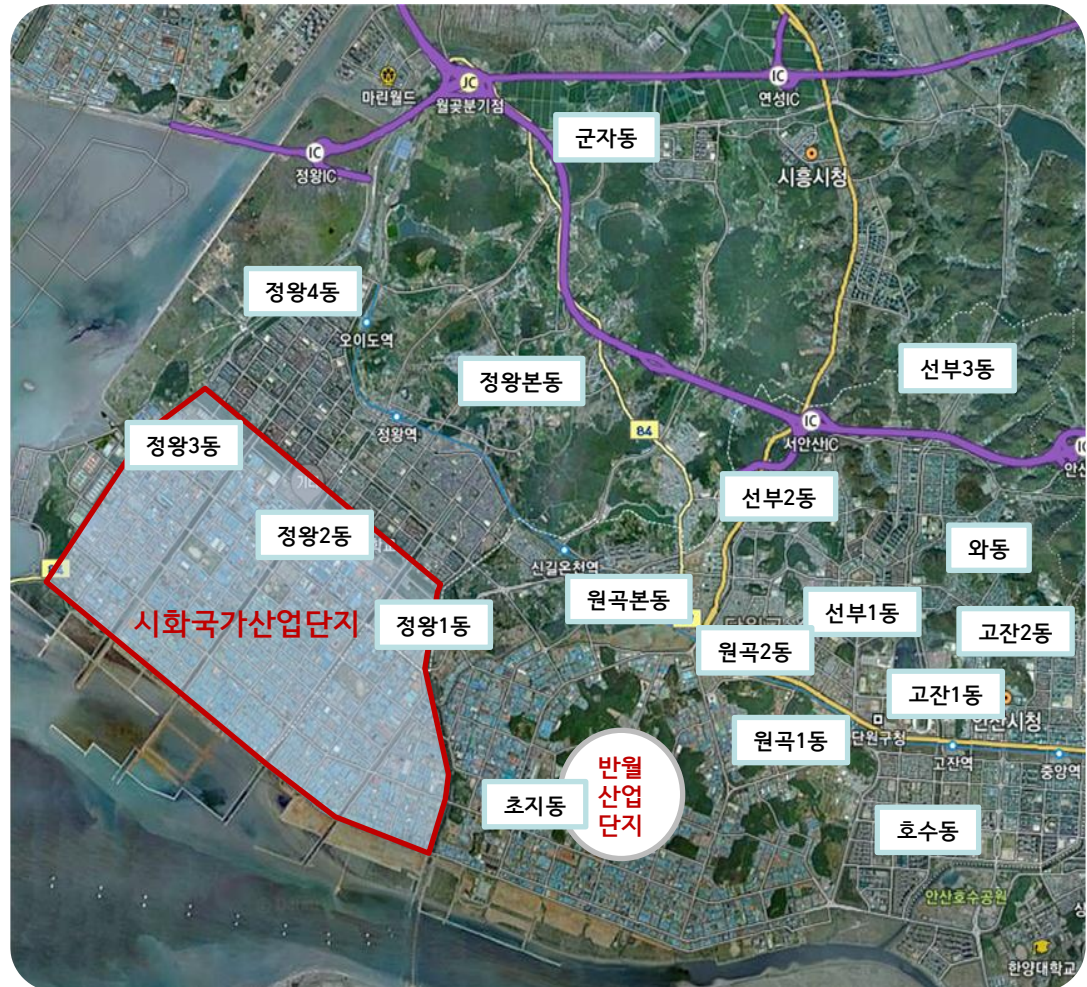 JC
IC
마린월드
월곶분기점
연성IC
군자동
IC
정왕IC
시흥시청
정왕4동
오이도역
선부3동
정왕본동
정왕3동
정왕역
84
IC
서안산IC
IC
선부2동
정왕2동
와동
신길온천역
원곡본동
선부1동
시화국가산업단지
정왕1동
고잔2동
원곡2동
고잔1동
안산시청
원곡1동
단원구청
고잔역
중앙역
반월
산업
단지
초지동
호수동
안산호수공원
한양대학교